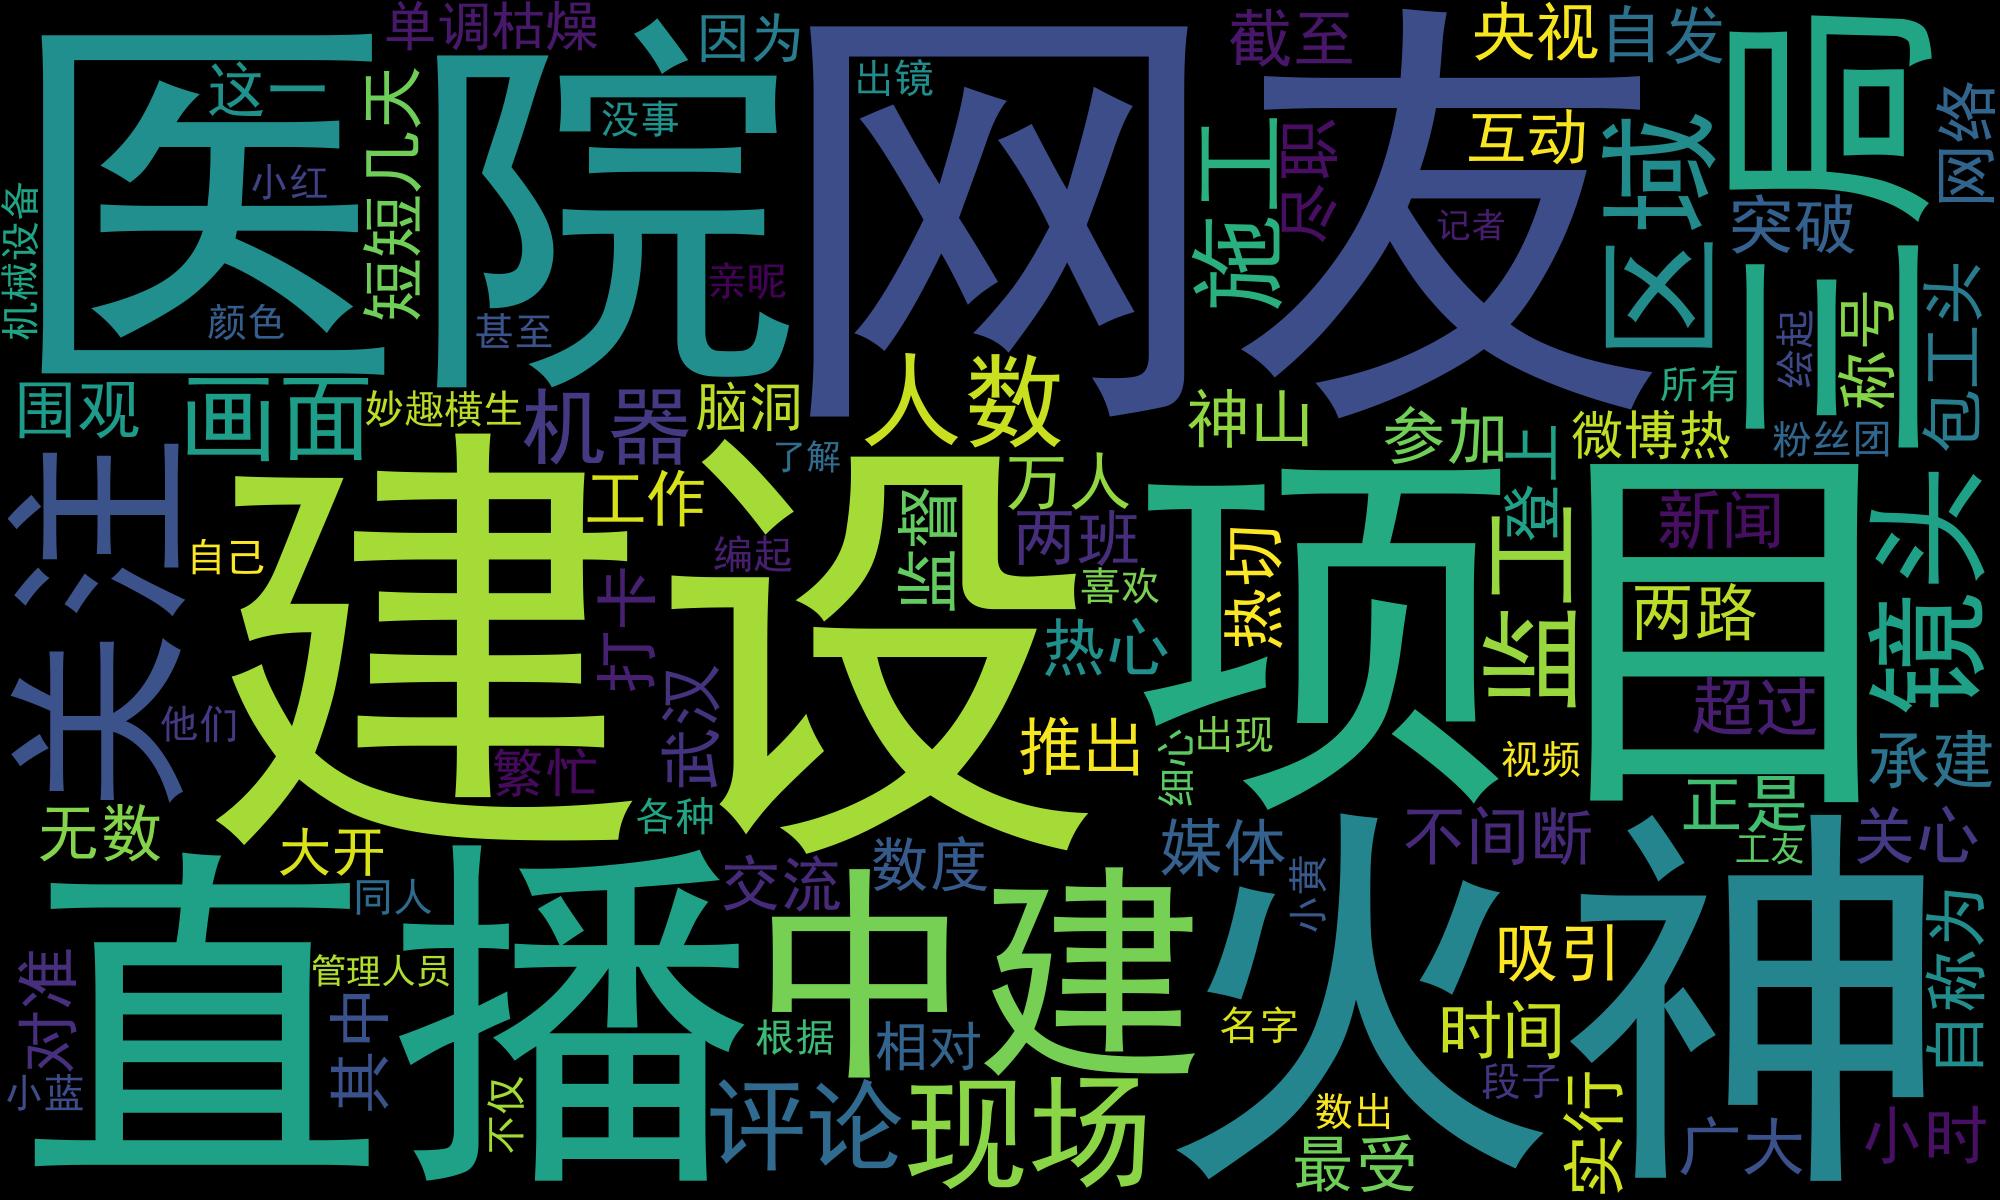 单调枯燥
因为
截至
央视
自发
医院
网友
三局
这一
出镜
没事
短短几天
互动
施工
尽职
区域
网络
小红
机械设备
记者
突破
颜色
甚至
亲昵
称号
绘起
包工头
围观
画面
妙趣横生
机器
脑洞
人数
神山
参加
微博热
所有
粉丝团
关注
建设
项目
了解
工作
万人
登上
监督
两班
新闻
镜头
自己
编起
喜欢
热切
监工
两路
打卡
热心
他们
武汉
超过
推出
细心
出现
视频
承建
繁忙
各种
无数
大开
交流
数度
媒体
不间断
正是
工友
关心
直播
同人
中建
小黄
火神
对准
管理人员
吸引
自称为
其中
根据
相对
名字
时间
小蓝
不仅
评论
现场
段子
数出
实行
最受
广大
小时